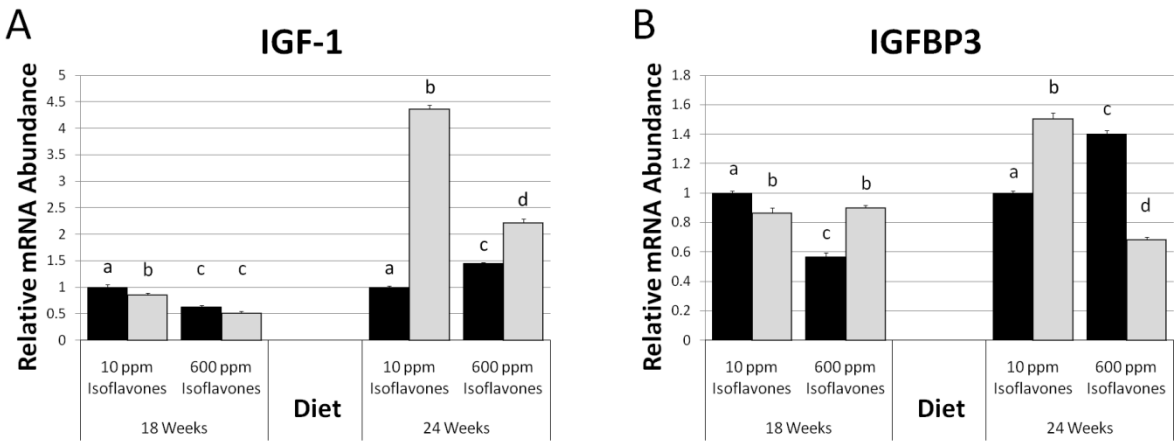 A
IGF-1
Relative mRNA Abundance
5
4.5
4
3.5
3
2.5
2
1.5
1
0.5
0
a
b
c
c
a
b
c
d
10 ppm
Isoflavones
600 ppm
Isoflavones
Diet
10 ppm
Isoflavones
600 ppm
Isoflavones
18 Weeks
24 Weeks
B
IGFBP3
Relative mRNA Abundance
1.8
1.6
1.4
1.2
1
0.8
0.6
0.4
0.2
0
a
b
c
b
a
b
c
d
10 ppm
Isoflavones
600 ppm
Isoflavones
Diet
10 ppm
Isoflavones
600 ppm
Isoflavones
18 Weeks
24 Weeks